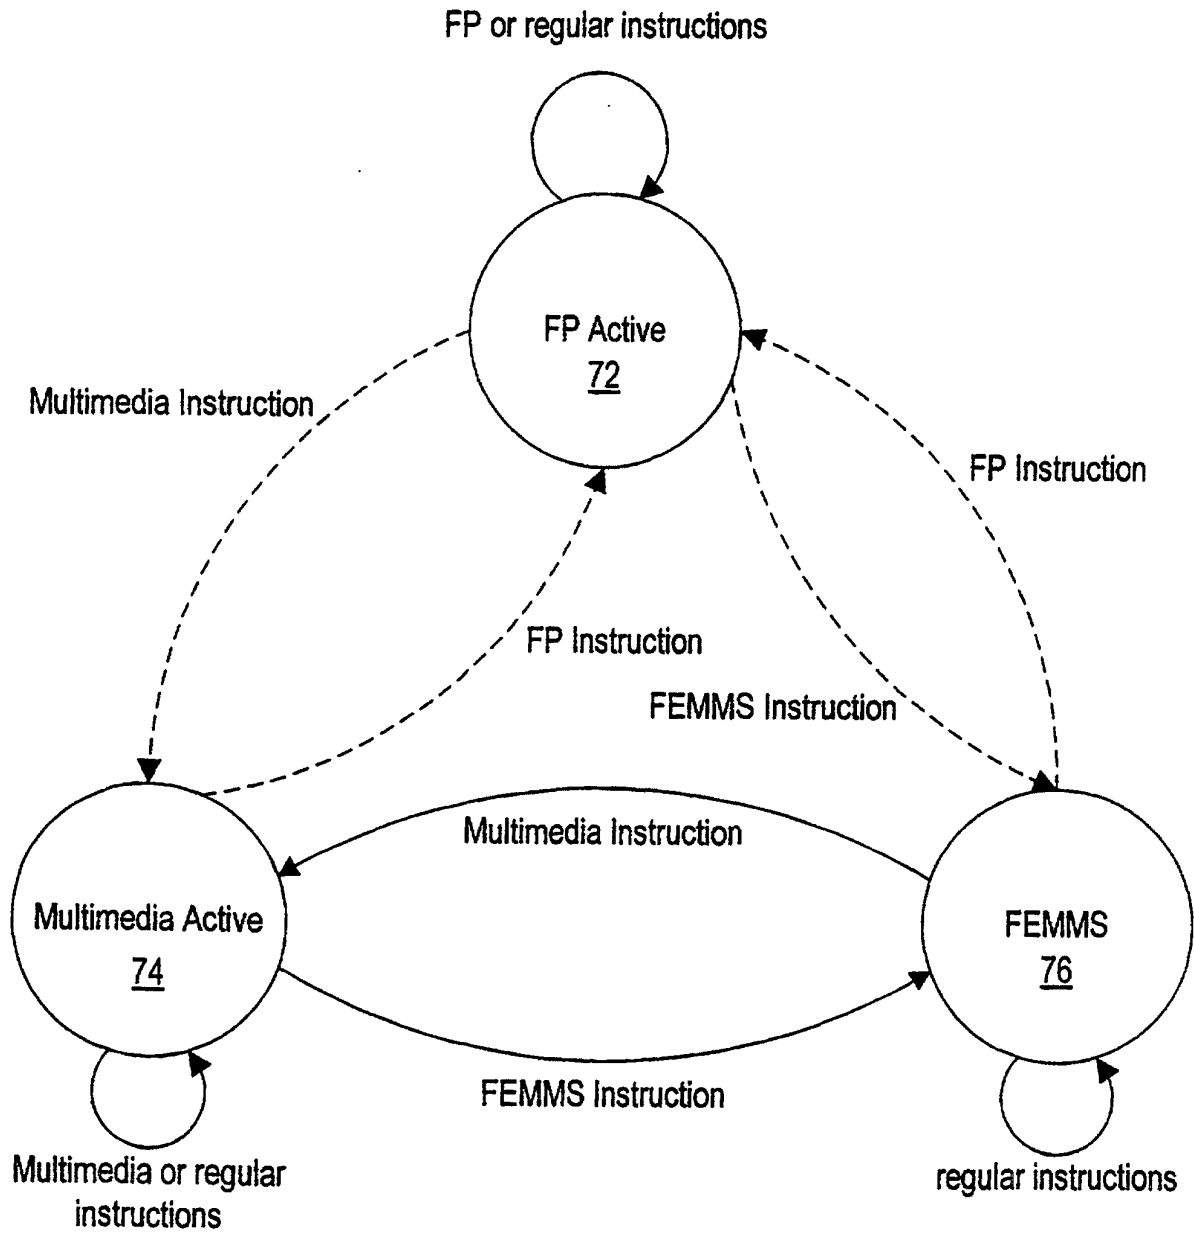 FP or regular instructions
FP Active
72
Multimedia Instruction
FP Instruction
FP Instruction
FEMMS Instruction
Multimedia Instruction
Multimedia Active
74
FEMMS
76
FEMMS Instruction
Multimedia or regular
instructions
regular instructions